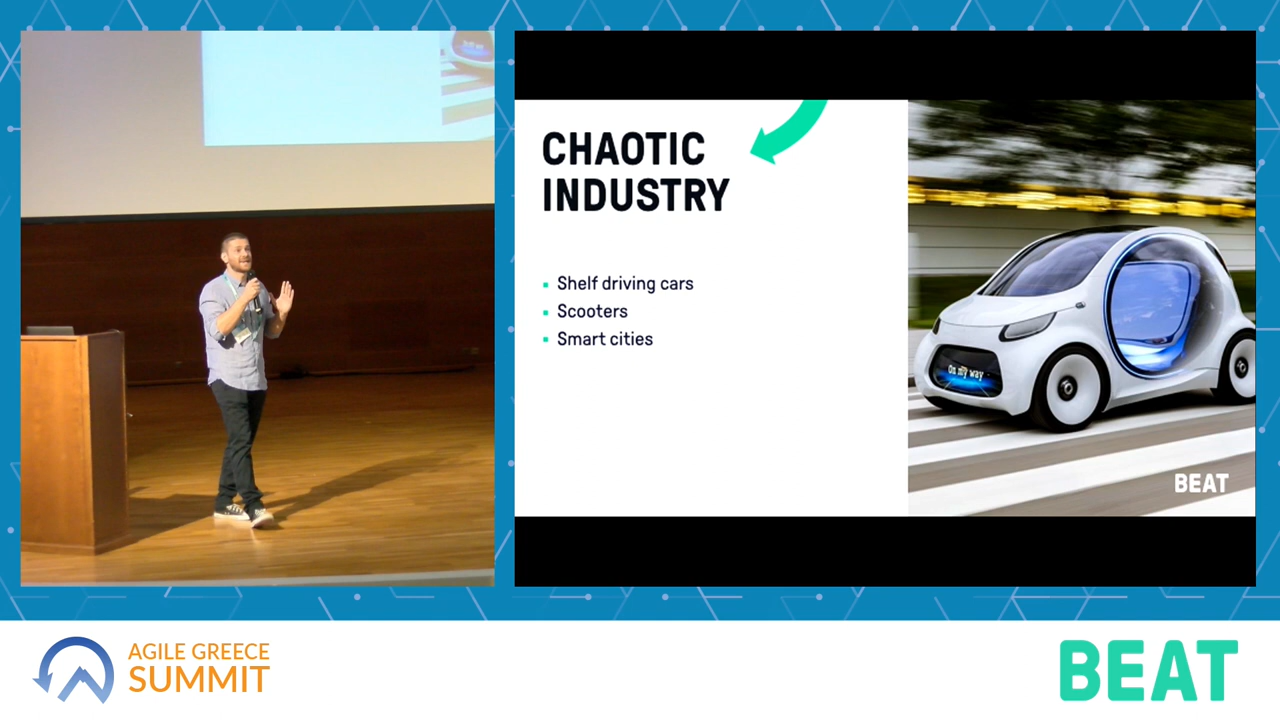 CHAOTIC
INDUSTRY
Shelf driving cars
Scooters
Smart cities
On my way
BEAT
AGILE GREECE
SUMMIT
BEAT